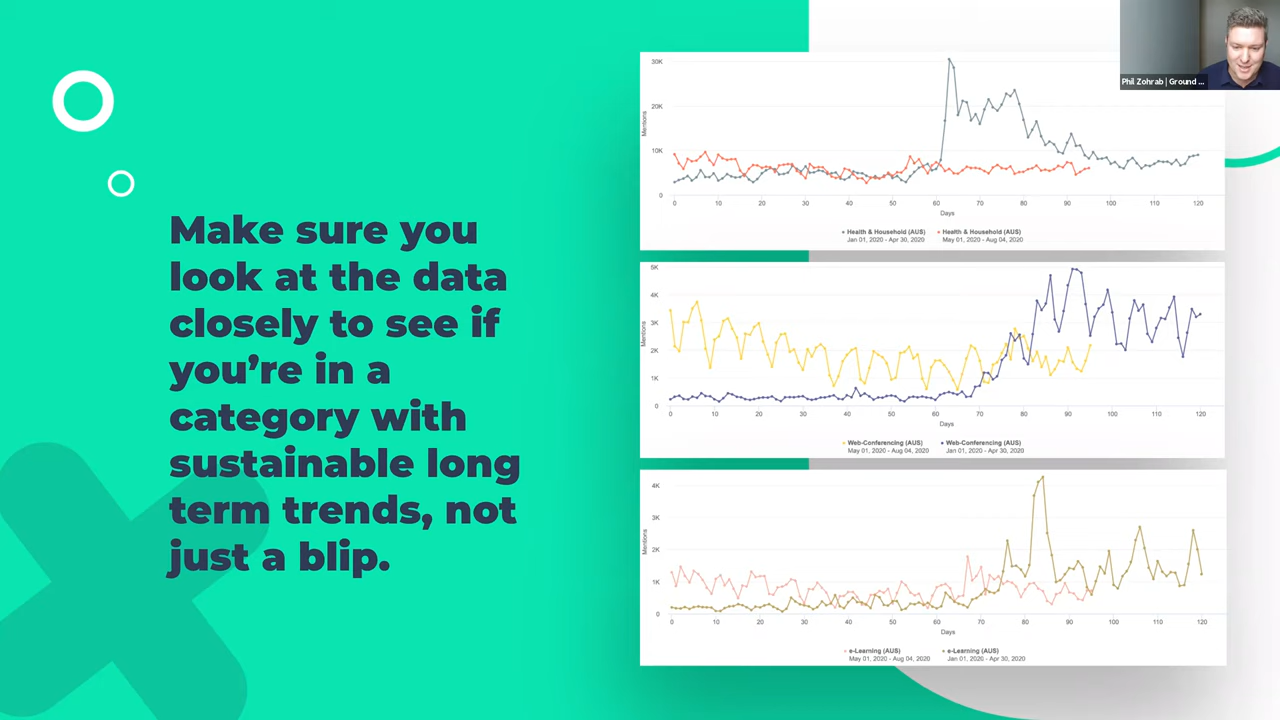 Phil Zohrab | Ground ...
Make sure you
look at the data
closely to see if
you're in a
category with
sustainable long
term trends, not
just a blip.
30K
20K
10K
0
Mentions
0 10 20 30 40 50 60 70 80 90 100 110 120
Days
Health & Household (AUS) Health & Household (AUS)
Jan 01, 2020 - Apr 30, 2020 May 01, 2020 - Aug 04, 2020
5K
4K
3K
2K
1K
0
Mentions
0 10 20 30 40 50 60 70 80 90 100 110 120
Days
Web-Conferencing (AUS) Web-Conferencing (AUS)
May 01, 2020 - Aug 04, 2020 Jan 01, 2020 - Apr 30, 2020
4K
3K
2K
1K
0
Mentions
0 10 20 30 40 50 60 70 80 90 100 110 120
Days
e-Learning (AUS) e-Learning (AUS)
May 01, 2020 - Aug 04, 2020 Jan 01, 2020 - Apr 30, 2020